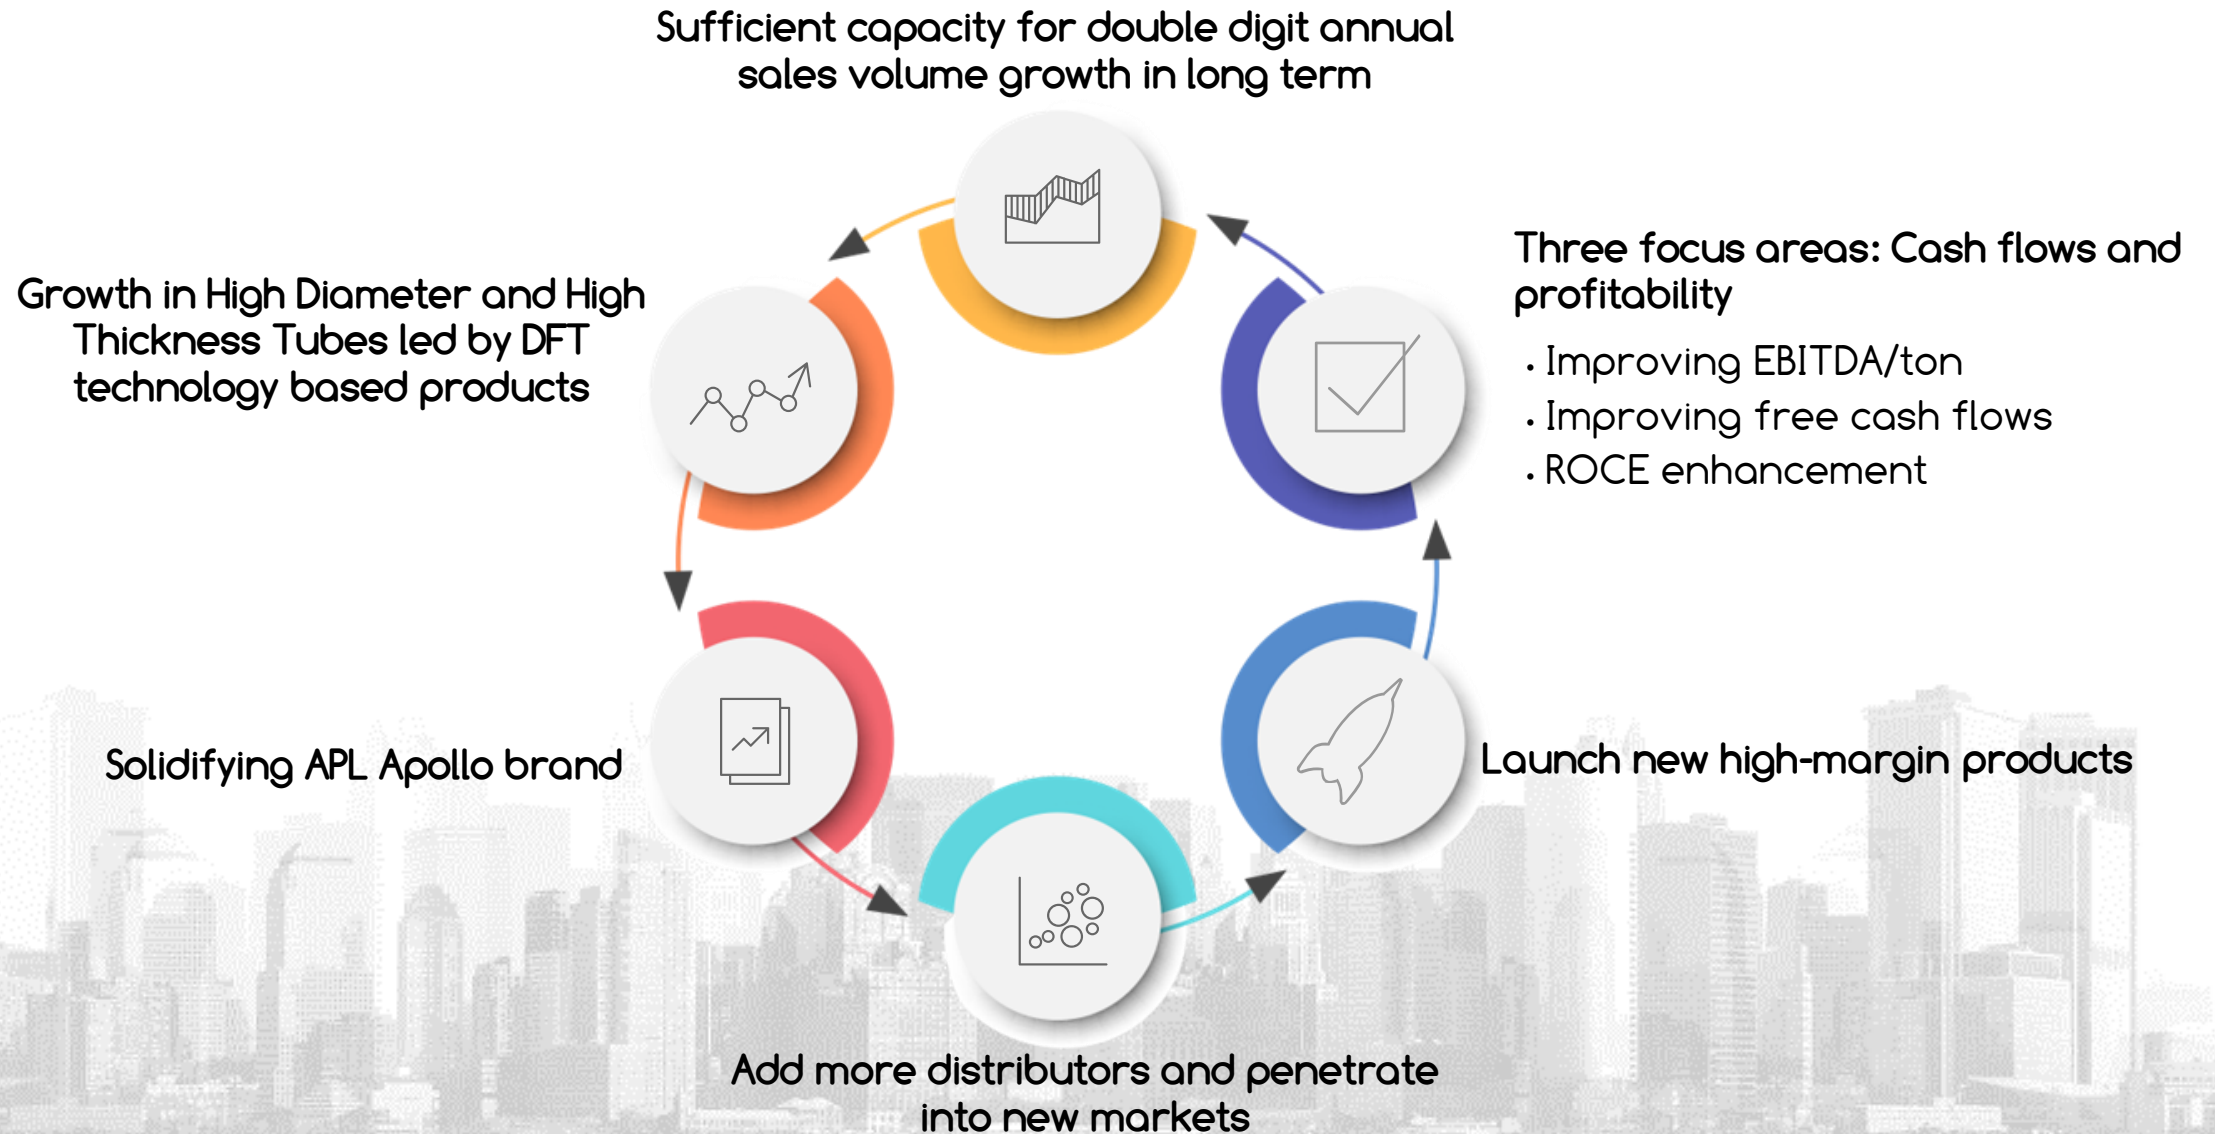 Sufficient capacity for double digit annual
sales volume growth in long term
Three focus areas: Cash flows and
profitability
• Improving EBITDA/ton
• Improving free cash flows
• ROCE enhancement
Growth in High Diameter and High
Thickness Tubes led by DFT
technology based products
Solidifying APL Apollo brand
Launch new high-margin products
Add more distributors and penetrate
into new markets